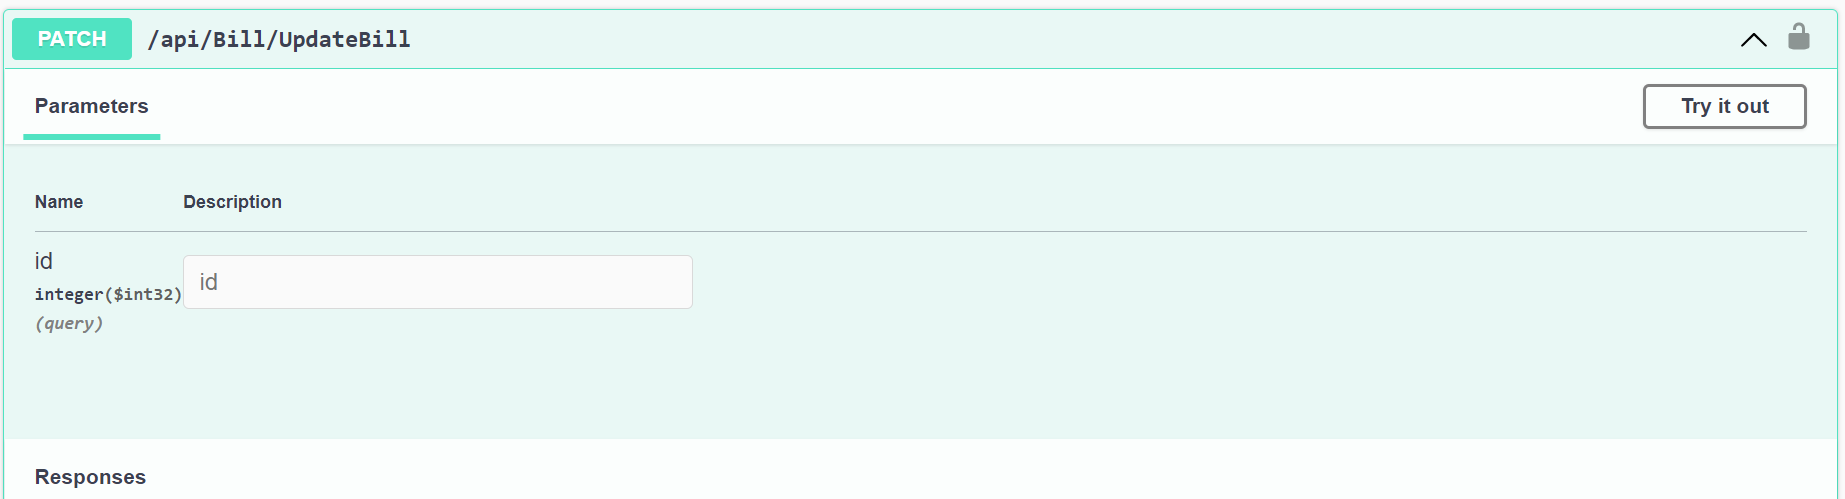 PATCH /api/Bill/UpdateBill
Parameters
Try it out
Name Description
id
id
integer($int32)
(query)
Responses